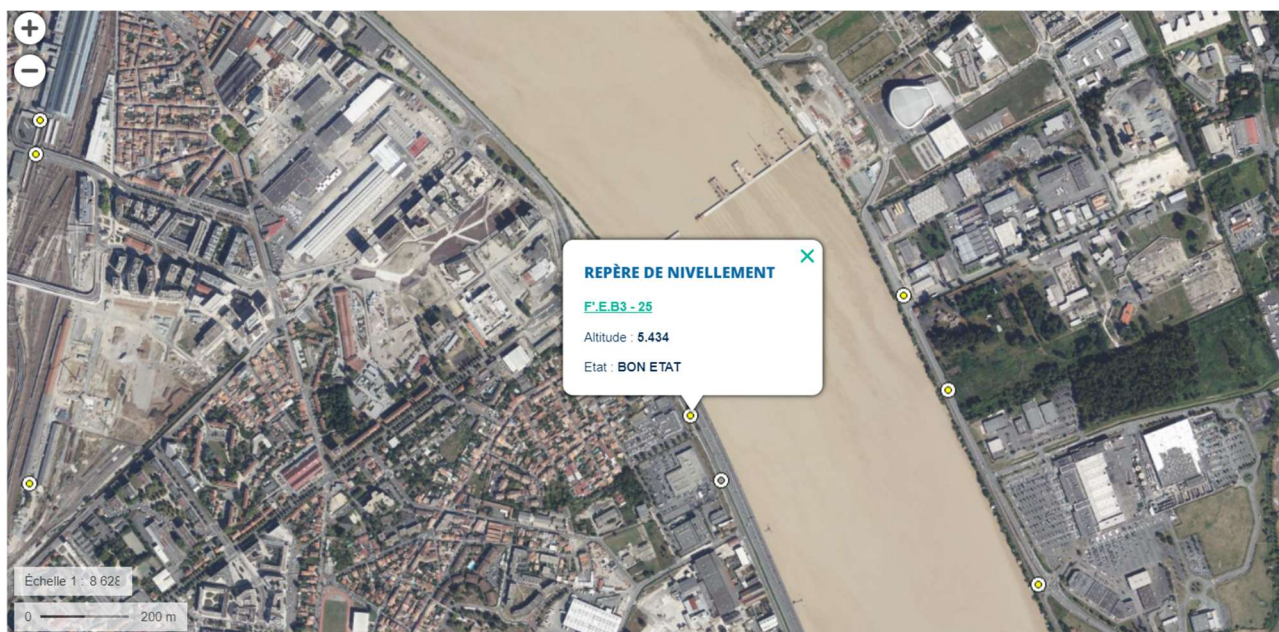 REPÈRE DE NIVELLEMENT
F'.E.B3 - 25
Altitude : 5.434
Etat : BON ETAT
Échelle 1 : 8 628
0 200 m